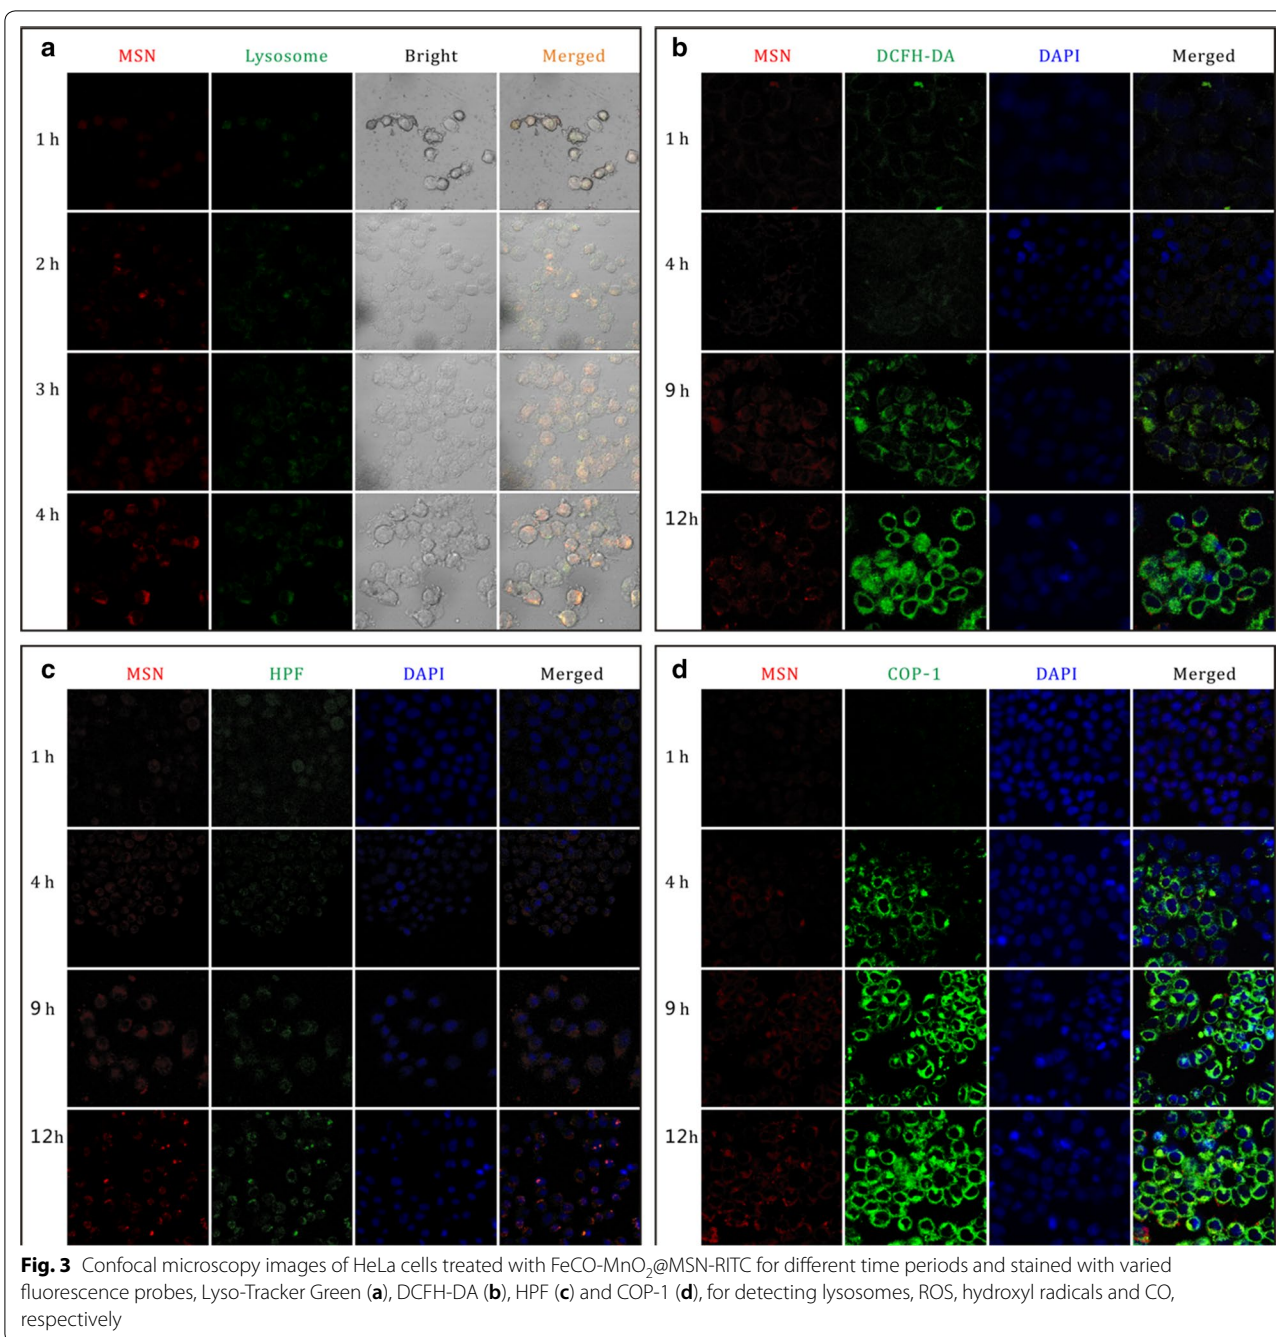 a
MSN Lysosome Bright Merged
1 h
2 h
3 h
4 h
b
MSN DCFH-DA DAPI Merged
1 h
4 h
9 h
12h
c
MSN HPF DAPI Merged
1 h
4 h
9 h
12h
d
MSN COP-1 DAPI Merged
1 h
4 h
9 h
12h
Fig. 3 Confocal microscopy images of HeLa cells treated with FeCO-MnO₂@MSN-RITC for different time periods and stained with varied
fluorescence probes, Lyso-Tracker Green (a), DCFH-DA (b), HPF (c) and COP-1 (d), for detecting lysosomes, ROS, hydroxyl radicals and CO,
respectively